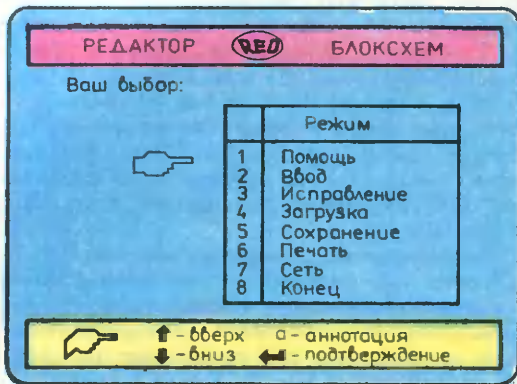 РЕДАКТОР RED БЛОКСХЕМ
Ваш выбор:
Режим
1 Помощь
2 Ввод
3 Исправление
4 Загрузка
5 Сохранение
6 Печать
7 Сеть
8 Конец
⬆ - вверх а - аннотация
⬇ - вниз ↵ - подтверждение